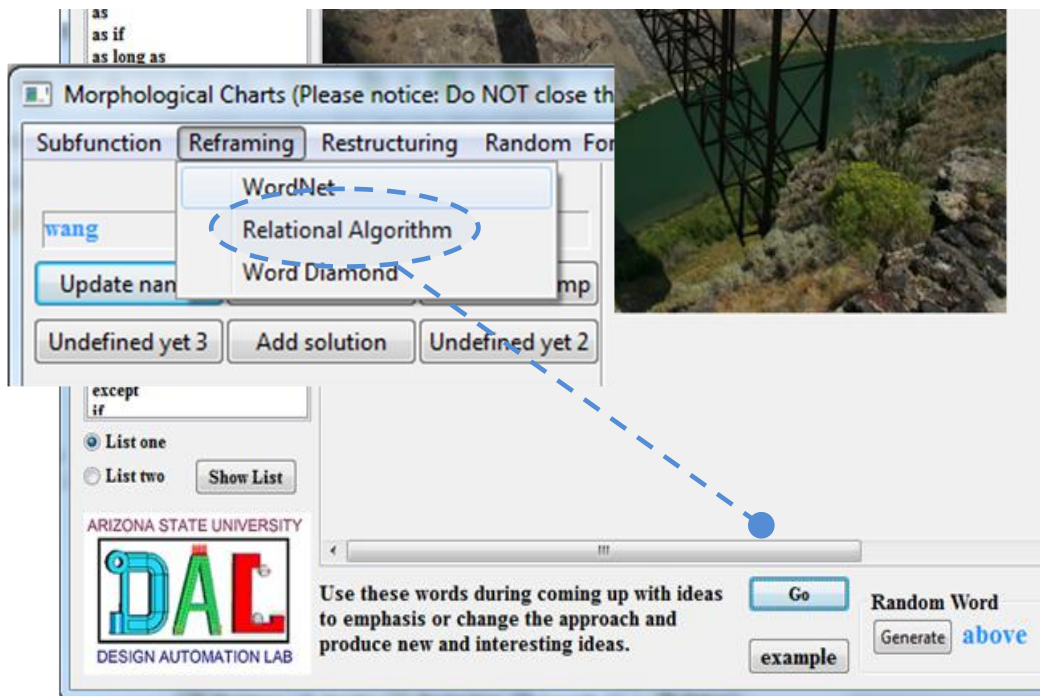 as
as if
as long as
Morphological Charts (Please notice: Do NOT close th
Subfunction Reframing Restructuring Random For
WordNet
wang
Relational Algorithm
Word Diamond
Update nam
mp
Undefined yet 3 Add solution Undefined yet 2
except
if
List one
List two Show List
ARIZONA STATE UNIVERSITY
DAL
DESIGN AUTOMATION LAB
Use these words during coming up with ideas
to emphasis or change the approach and
produce new and interesting ideas.
Go
example
Random Word
Generate above